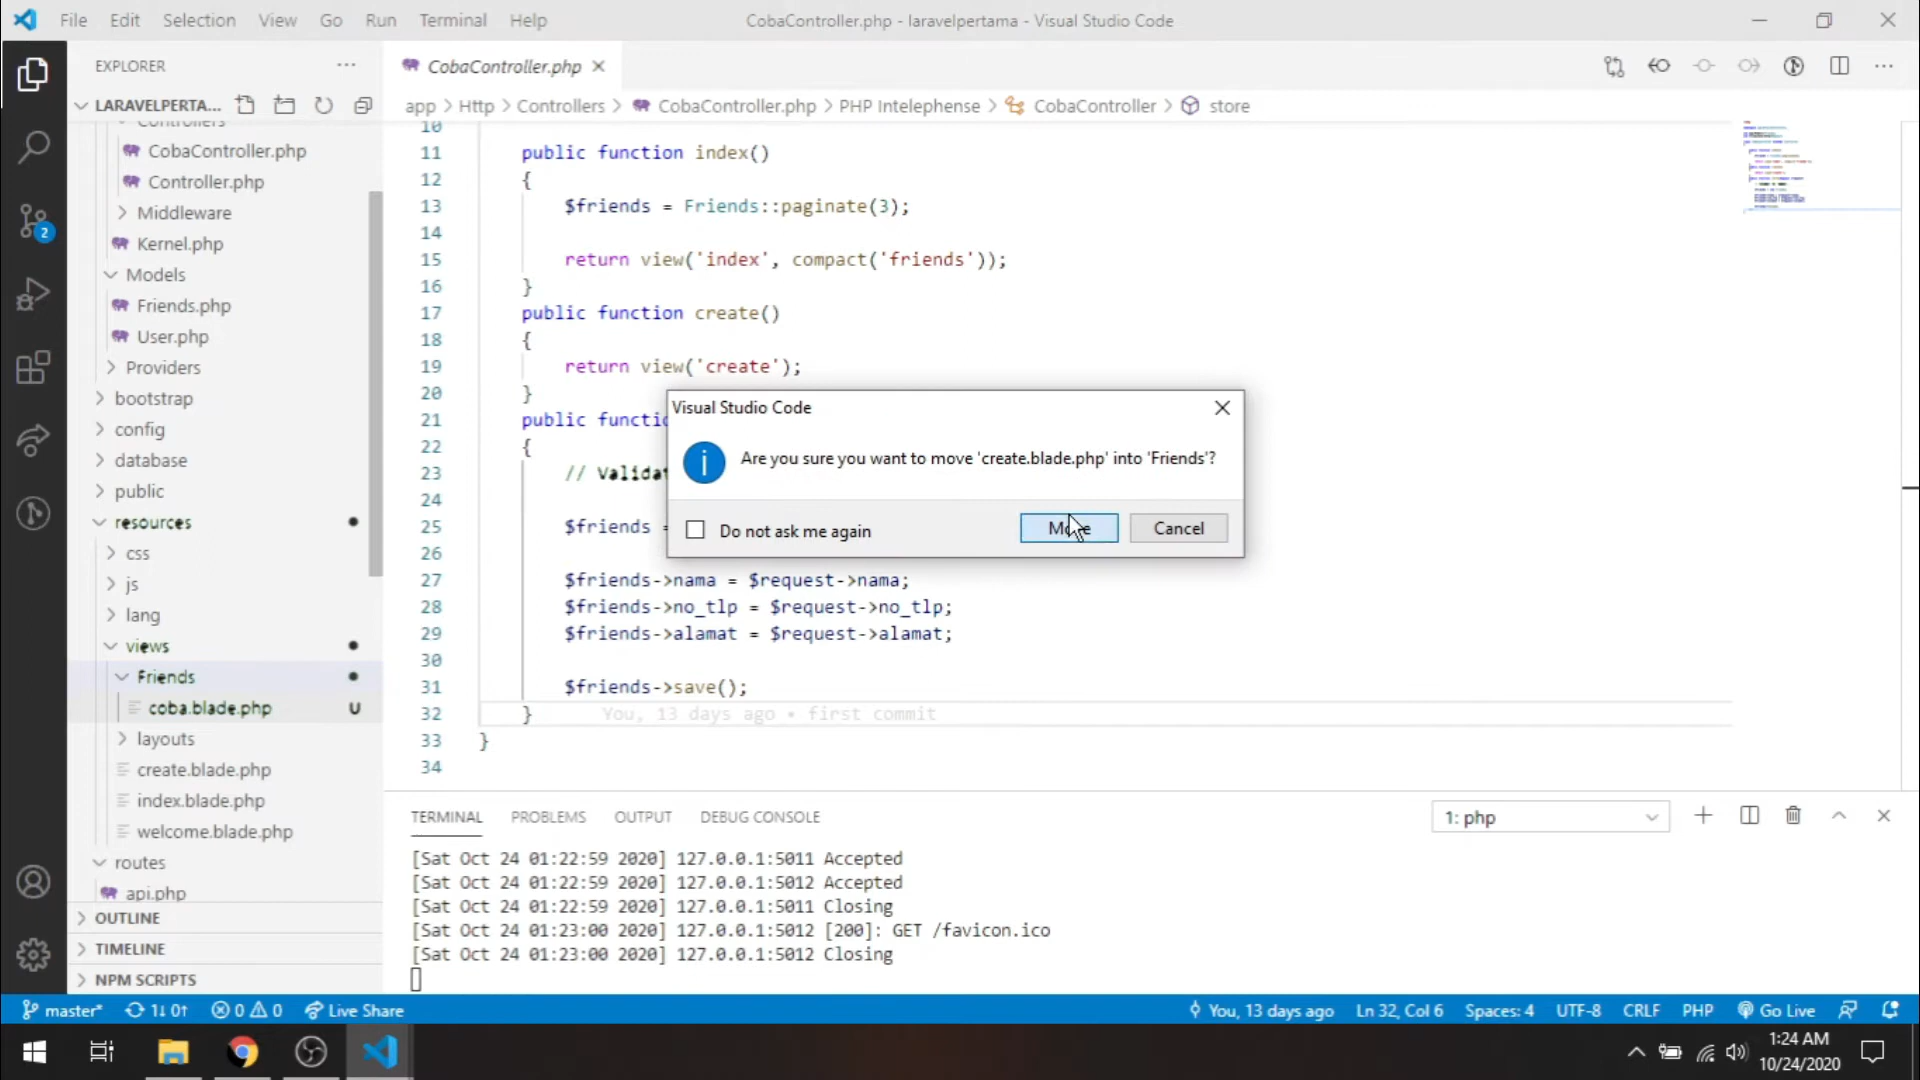 File Edit Selection View Go Run Terminal Help
CobaController.php - laravelpertama - Visual Studio Code
EXPLORER
LARAVELPERTA...
Controllers
CobaController.php
Controller.php
Middleware
Kernel.php
Models
Friends.php
User.php
Providers
bootstrap
config
database
public
resources
css
js
lang
views
Friends
coba.blade.php U
layouts
create.blade.php
index.blade.php
welcome.blade.php
routes
api.php
OUTLINE
TIMELINE
NPM SCRIPTS
2
CobaController.php
app > Http > Controllers > CobaController.php > PHP Intelephense > CobaController > store
10
11 public function index()
12 {
13 $friends = Friends::paginate(3);
14
15 return view('index', compact('friends'));
16 }
17 public function create()
18 {
19 return view('create');
20 }
21 public
22 {
23 //
24
25 $friends
26
27 $friends->nama = $request->nama;
28 $friends->no_tlp = $request->no_tlp;
29 $friends->alamat = $request->alamat;
30
31 $friends->save();
32 } You, 13 days ago • first commit
33 }
34
Visual Studio Code
Are you sure you want to move 'create.blade.php' into 'Friends'?
Do not ask me again
Move
Cancel
TERMINAL PROBLEMS OUTPUT DEBUG CONSOLE
1: php
[Sat Oct 24 01:22:59 2020] 127.0.0.1:5011 Accepted
[Sat Oct 24 01:22:59 2020] 127.0.0.1:5012 Accepted
[Sat Oct 24 01:22:59 2020] 127.0.0.1:5011 Closing
[Sat Oct 24 01:23:00 2020] 127.0.0.1:5012 [200]: GET /favicon.ico
[Sat Oct 24 01:23:00 2020] 127.0.0.1:5012 Closing
master* 1↓ 0↑ 0 0 Live Share
You, 13 days ago Ln 32, Col 6 Spaces: 4 UTF-8 CRLF PHP Go Live
1:24 AM
10/24/2020